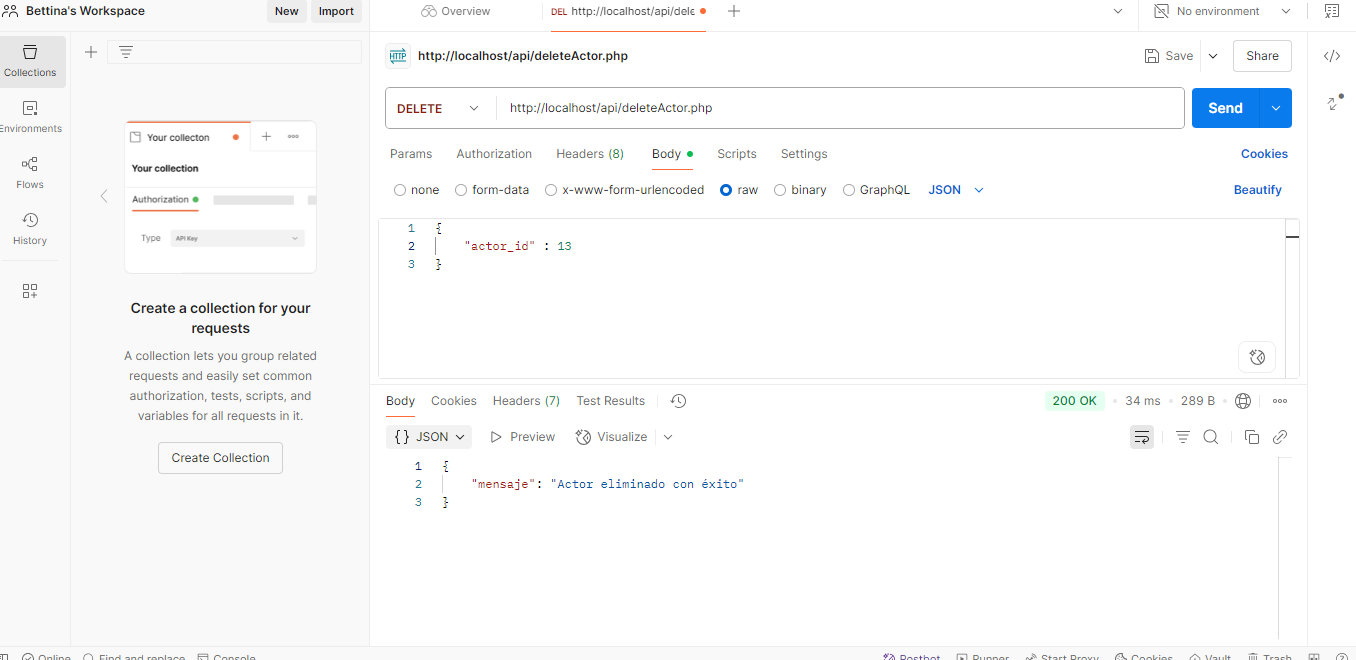 Bettina's Workspace New Import Overview DEL http://localhost/api/dele No environment
http://localhost/api/deleteActor.php Save Share
Collections
Environments
Flows
History
Your collecton
Your collection
Authorization
Type API Key
Create a collection for your
requests
A collection lets you group related
requests and easily set common
authorization, tests, scripts, and
variables for all requests in it.
Create Collection
DELETE http://localhost/api/deleteActor.php Send
Params Authorization Headers (8) Body Scripts Settings Cookies
none form-data x-www-form-urlencoded raw binary GraphQL JSON Beautify
1 {
2 "actor_id" : 13
3 }
Body Cookies Headers (7) Test Results 200 OK • 34 ms • 289 B •
{} JSON Preview Visualize
1 {
2 "mensaje": "Actor eliminado con éxito"
3 }
Online Find and replace Console Postbot Runner Start Proxy Cookies Vault Trash